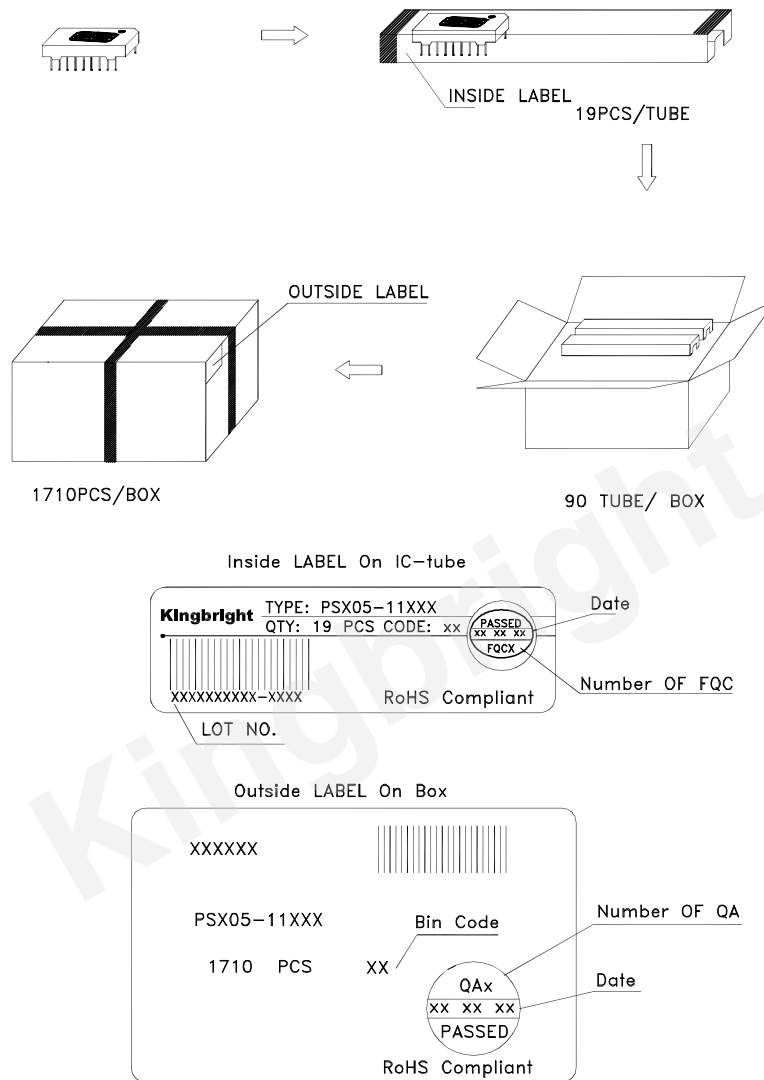 INSIDE LABEL
19PCS/TUBE
OUTSIDE LABEL
1710PCS/BOX
90 TUBE/ BOX
Inside LABEL On IC-tube
Kingbright
TYPE: PSX05-11XXX
QTY: 19 PCS CODE: xx
PASSED
xx xx xx
FQCX
Date
Number OF FQC
XXXXXXXXXX-XXXX
RoHS Compliant
LOT NO.
Outside LABEL On Box
XXXXXX
PSX05-11XXX
Bin Code
Number OF QA
1710 PCS
XX
QAx
xx xx xx
PASSED
Date
RoHS Compliant
Kingbright